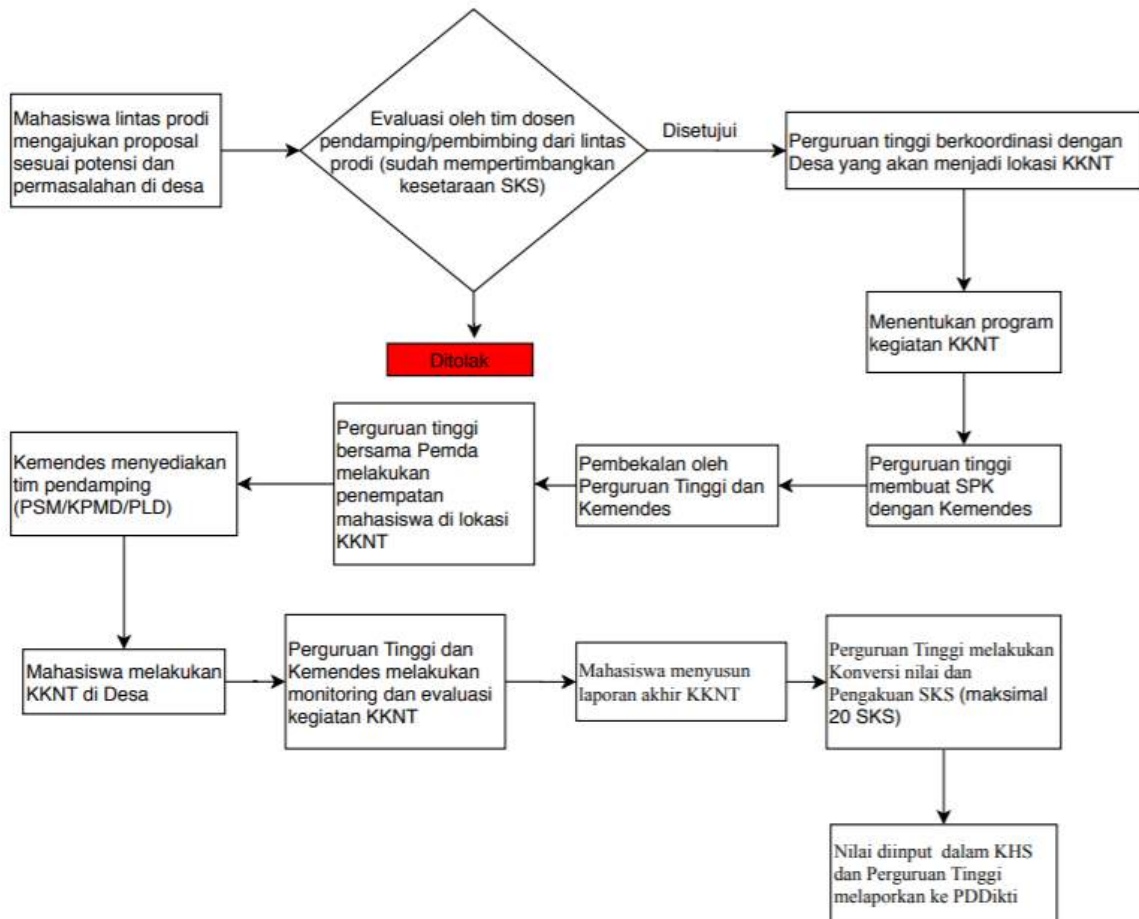 Mahasiswa lintas prodi
mengajukan proposal
sesuai potensi dan
permasalahan di desa
Evaluasi oleh tim dosen
pendamping/pembimbing dari lintas
prodi (sudah mempertimbangkan
kesetaraan SKS)
Disetujui
Perguruan tinggi berkoordinasi dengan
Desa yang akan menjadi lokasi KKNT
Ditolak
Menentukan program
kegiatan KKNT
Perguruan tinggi
membuat SPK
dengan Kemendes
Pembekalan oleh
Perguruan Tinggi dan
Kemendes
Perguruan tinggi
bersama Pemda
melakukan
penempatan
mahasiswa di lokasi
KKNT
Kemendes menyediakan
tim pendamping
(PSM/KPMD/PLD)
Mahasiswa melakukan
KKNT di Desa
Perguruan Tinggi dan
Kemendes melakukan
monitoring dan evaluasi
kegiatan KKNT
Mahasiswa menyusun
laporan akhir KKNT
Perguruan Tinggi melakukan
Konversi nilai dan
Pengakuan SKS (maksimal
20 SKS)
Nilai diinput dalam KHS
dan Perguruan Tinggi
melaporkan ke PDDikti